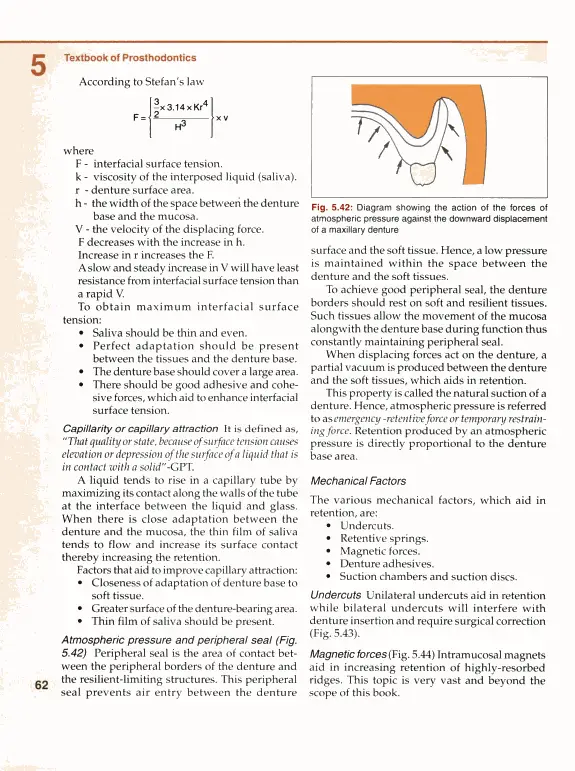 5
Textbook of Prosthodontics
According to Stefan's law
F = { [ 3/2 x 3.14 x Kr4 ] / H3 } x v
where
F - interfacial surface tension.
k - viscosity of the interposed liquid (saliva).
r - denture surface area.
h - the width of the space between the denture
base and the mucosa.
V - the velocity of the displacing force.
F decreases with the increase in h.
Increase in r increases the F.
A slow and steady increase in V will have least
resistance from interfacial surface tension than
a rapid V.
To obtain maximum interfacial surface
tension:
• Saliva should be thin and even.
• Perfect adaptation should be present
between the tissues and the denture base.
• The denture base should cover a large area.
• There should be good adhesive and cohe-
sive forces, which aid to enhance interfacial
surface tension.
Capillarity or capillary attraction It is defined as,
"That quality or state, because of surface tension causes
elevation or depression of the surface of a liquid that is
in contact with a solid"-GPT.
A liquid tends to rise in a capillary tube by
maximizing its contact along the walls of the tube
at the interface between the liquid and glass.
When there is close adaptation between the
denture and the mucosa, the thin film of saliva
tends to flow and increase its surface contact
thereby increasing the retention.
Factors that aid to improve capillary attraction:
• Closeness of adaptation of denture base to
soft tissue.
• Greater surface of the denture-bearing area.
• Thin film of saliva should be present.
Atmospheric pressure and peripheral seal (Fig.
5.42) Peripheral seal is the area of contact bet-
ween the peripheral borders of the denture and
the resilient-limiting structures. This peripheral
seal prevents air entry between the denture
62
Fig. 5.42: Diagram showing the action of the forces of
atmospheric pressure against the downward displacement
of a maxillary denture
surface and the soft tissue. Hence, a low pressure
is maintained within the space between the
denture and the soft tissues.
To achieve good peripheral seal, the denture
borders should rest on soft and resilient tissues.
Such tissues allow the movement of the mucosa
alongwith the denture base during function thus
constantly maintaining peripheral seal.
When displacing forces act on the denture, a
partial vacuum is produced between the denture
and the soft tissues, which aids in retention.
This property is called the natural suction of a
denture. Hence, atmospheric pressure is referred
to as emergency -retentive force or temporary restrain-
ing force. Retention produced by an atmospheric
pressure is directly proportional to the denture
base area.
Mechanical Factors
The various mechanical factors, which aid in
retention, are:
• Undercuts.
• Retentive springs.
• Magnetic forces.
• Denture adhesives.
• Suction chambers and suction discs.
Undercuts Unilateral undercuts aid in retention
while bilateral undercuts will interfere with
denture insertion and require surgical correction
(Fig. 5.43).
Magnetic forces (Fig. 5.44) Intramucosal magnets
aid in increasing retention of highly-resorbed
ridges. This topic is very vast and beyond the
scope of this book.